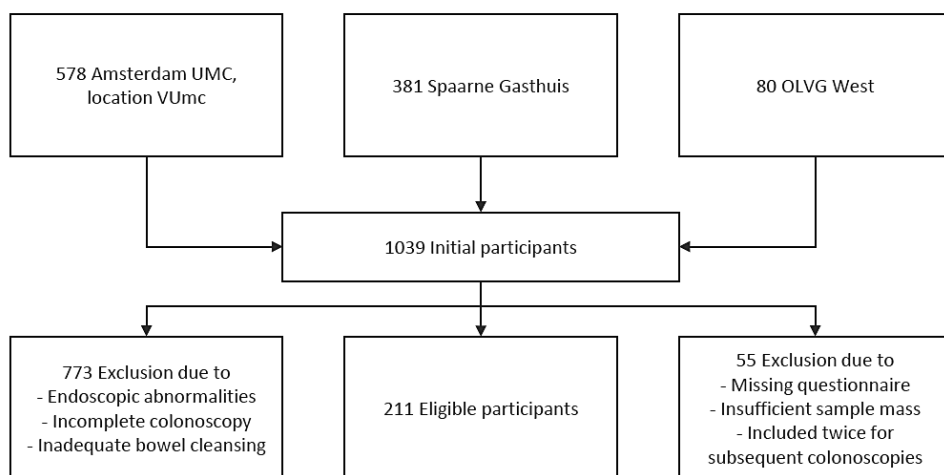 578 Amsterdam UMC,
location VUmc
381 Spaarne Gasthuis
80 OLVG West
1039 Initial participants
773 Exclusion due to
- Endoscopic abnormalities
- Incomplete colonoscopy
- Inadequate bowel cleansing
211 Eligible participants
55 Exclusion due to
- Missing questionnaire
- Insufficient sample mass
- Included twice for
subsequent colonoscopies